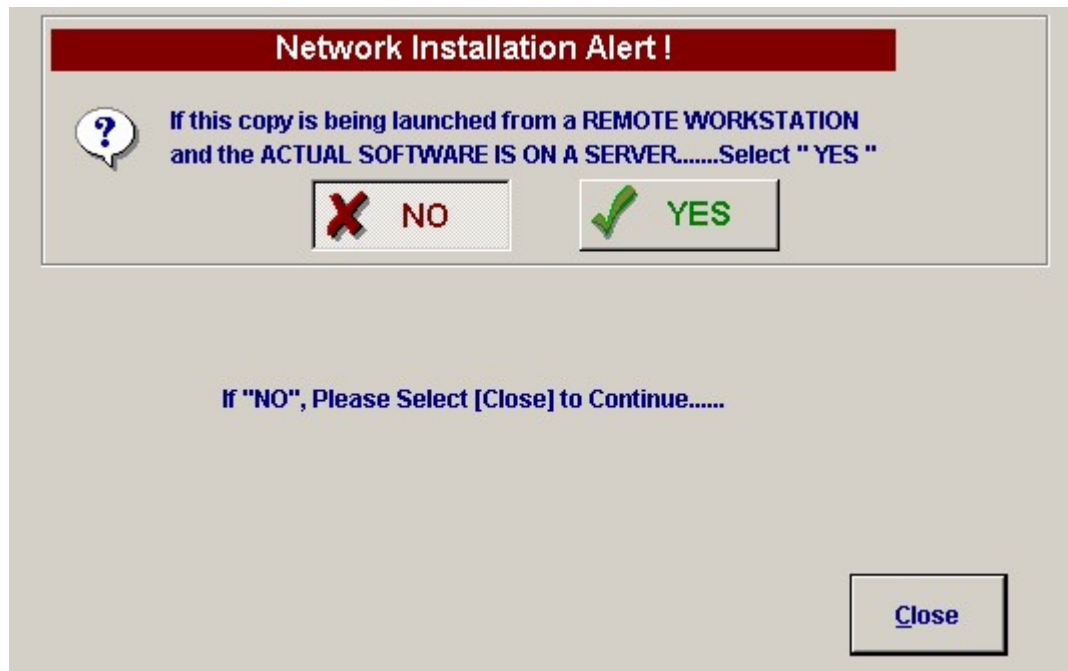 Network Installation Alert !
If this copy is being launched from a REMOTE WORKSTATION
and the ACTUAL SOFTWARE IS ON A SERVER.......Select " YES "
NO YES
If "NO", Please Select [Close] to Continue......
Close